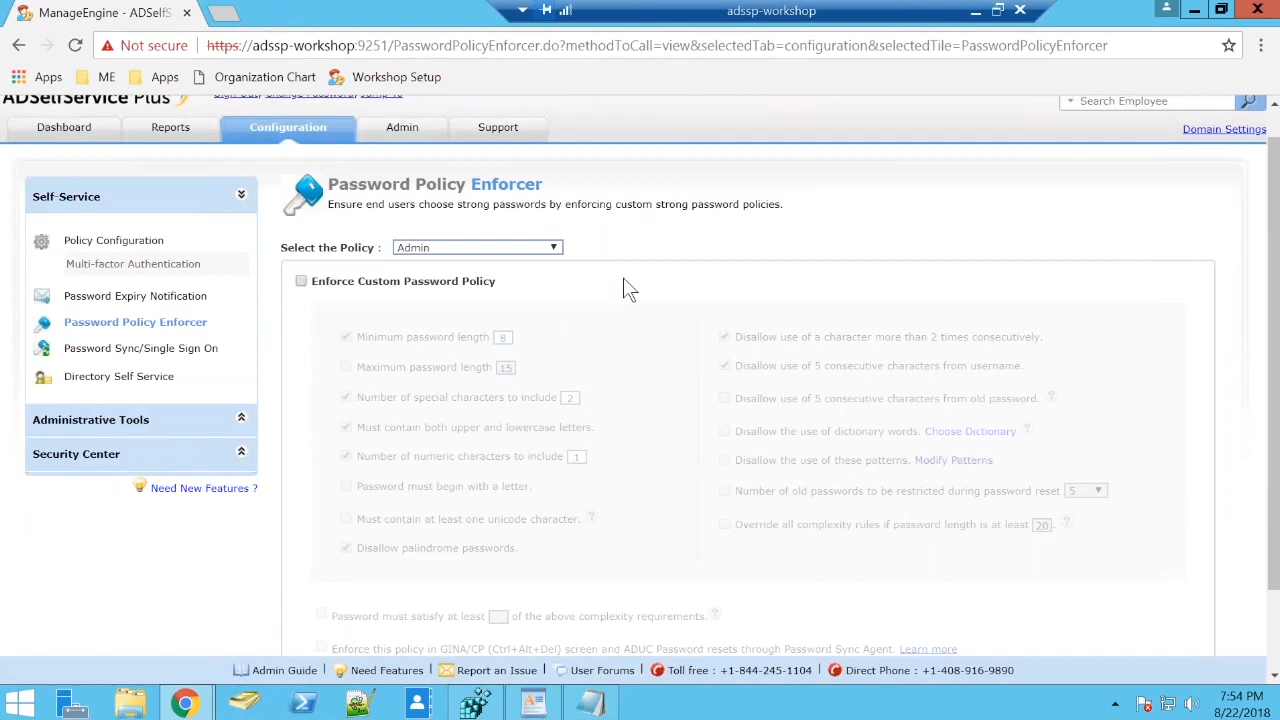 ManageEngine - ADSelfS
adssp-workshop
Not secure
https://adssp-workshop:9251/PasswordPolicyEnforcer.do?methodToCall=view&selectedTab=configuration&selectedTile=PasswordPolicyEnforcer
Apps ME Apps Organization Chart Workshop Setup
ADSelfService Plus Sign Out, Change Password, Jump To Search Employee
Dashboard Reports Configuration Admin Support Domain Settings
Self-Service
Policy Configuration
Multi-factor Authentication
Password Expiry Notification
Password Policy Enforcer
Password Sync/Single Sign On
Directory Self Service
Administrative Tools
Security Center
Need New Features ?
Password Policy Enforcer
Ensure end users choose strong passwords by enforcing custom strong password policies.
Select the Policy : Admin
Enforce Custom Password Policy
Minimum password length 8
Maximum password length 15
Number of special characters to include 2
Must contain both upper and lowercase letters.
Number of numeric characters to include 1
Password must begin with a letter.
Must contain at least one unicode character. ?
Disallow palindrome passwords.
Disallow use of a character more than 2 times consecutively.
Disallow use of 5 consecutive characters from username.
Disallow use of 5 consecutive characters from old password. ?
Disallow the use of dictionary words. Choose Dictionary ?
Disallow the use of these patterns. Modify Patterns
Number of old passwords to be restricted during password reset 5
Override all complexity rules if password length is at least 20. ?
Password must satisfy at least of the above complexity requirements. ?
Enforce this policy in GINA/CP (Ctrl+Alt+Del) screen and ADUC Password resets through Password Sync Agent. Learn more
Admin Guide Need Features Report an Issue User Forums Toll free : +1-844-245-1104 Direct Phone : +1-408-916-9890
7:54 PM
8/22/2018